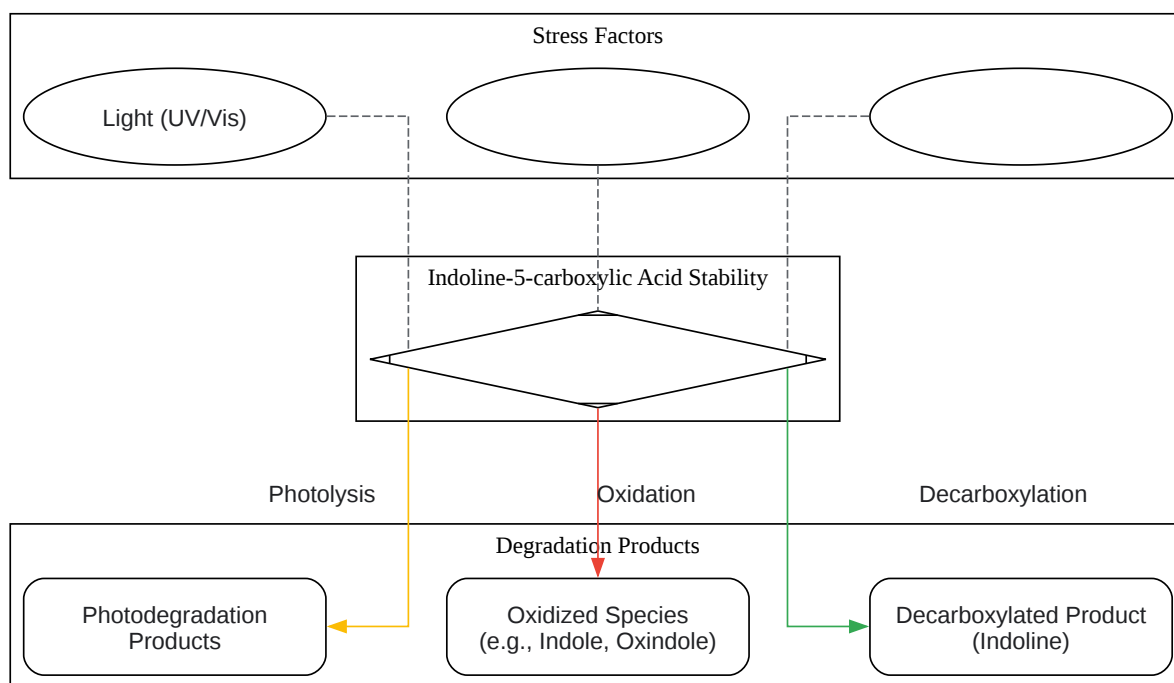 Stress Factors
Light (UV/Vis)
Indoline-5-carboxylic Acid Stability
Photolysis
Oxidation
Decarboxylation
Degradation Products
Photodegradation
Products
Oxidized Species
(e.g., Indole, Oxindole)
Decarboxylated Product
(Indoline)